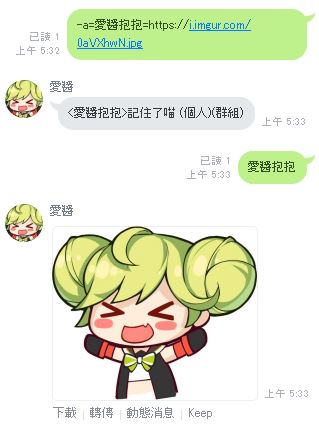 -a=愛醬抱抱=https://i.imgur.com/
0aVXhwN.jpg
已讀 1
上午 5:32
愛醬
<愛醬抱抱>記住了喵 (個人)(群組)
上午 5:33
已讀 1
上午 5:33
愛醬抱抱
愛醬
上午 5:33
下載 | 轉傳 | 動態消息 | Keep